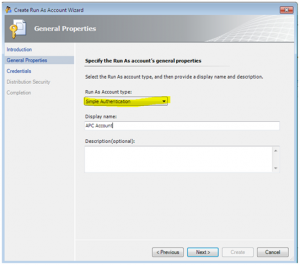 Create Run As Account Wizard
General Properties
Introduction
General Properties
Credentials
Distribution Security
Completion
Specify the Run As account's general properties
Select the Run As account type, and then provide a display name and description.
Run As Account type:
Simple Authentication
Display name:
APC Account
Description(optional):
< Previous
Next >
Create
Cancel